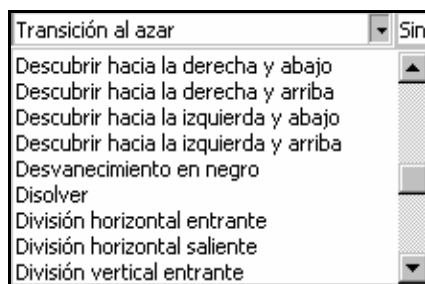 Transición al azar Sin
Descubrir hacia la derecha y abajo
Descubrir hacia la derecha y arriba
Descubrir hacia la izquierda y abajo
Descubrir hacia la izquierda y arriba
Desvanecimiento en negro
Disolver
División horizontal entrante
División horizontal saliente
División vertical entrante